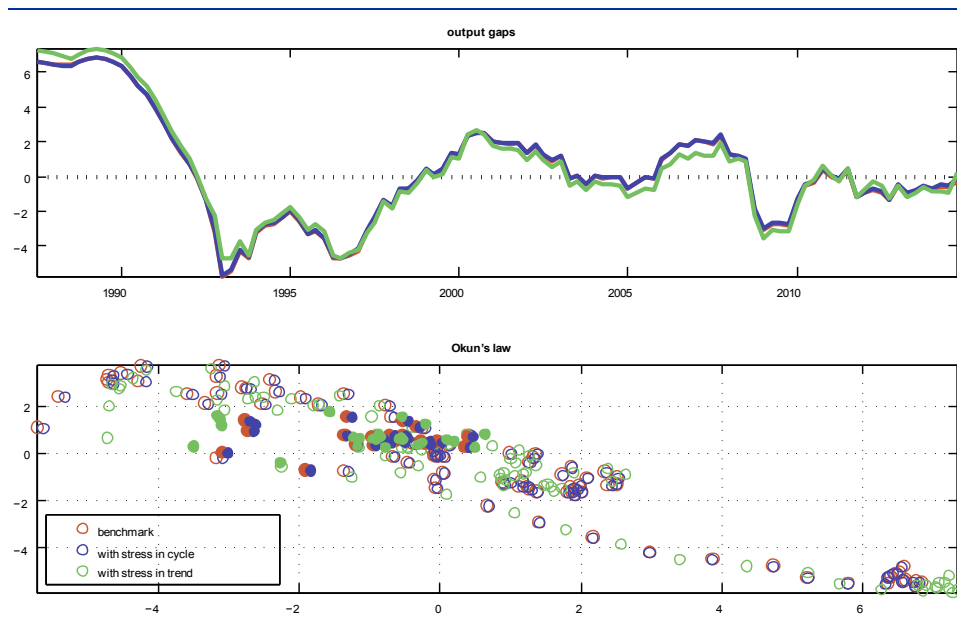 output gaps
6
4
2
0
−2
−4
1990 1995 2000 2005 2010
Okun's law
2
0
−2
−4
benchmark
with stress in cycle
with stress in trend
−4 −2 0 2 4 6